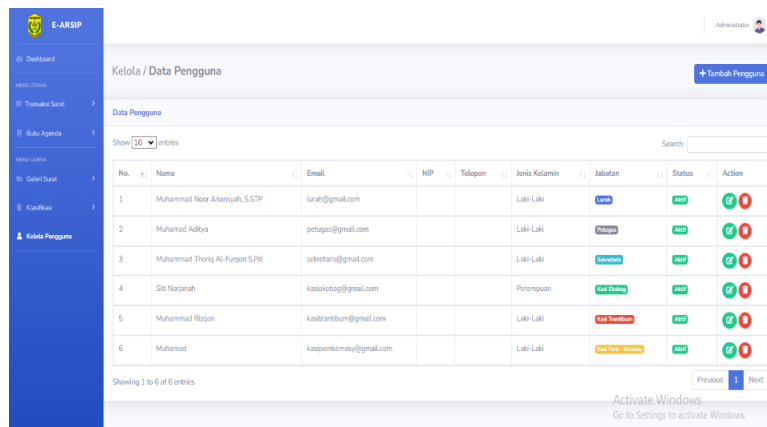 E-ARSIP
Administrator
Dashboard
Kelola / Data Pengguna
+ Tambah Pengguna
MENU UTAMA
Transaksi Surat
Data Pengguna
Buku Agenda
Show 10 entries
Search:
MENU LAINYA
Galeri Surat
Klasifikasi
Kelola Pengguna
No. Nama Email NIP Telepon Jenis Kelamin Jabatan Status Action
1 Muhammad Noor Ariansyah, S.STP lurah@gmail.com Laki-Laki Lurah Aktif
2 Muhamad Aditya petugas@gmail.com Laki-Laki Petugas Aktif
3 Muhammad Thoriq Al-Furqon S.Pd sekretaris@gmail.com Laki-Laki Sekretaris Aktif
4 Siti Norjanah kasiekobag@gmail.com Perempuan Kasi Ekobag Aktif
5 Muhammad Rizqon kasitrantibum@gmail.com Laki-Laki Kasi Trantibum Aktif
6 Muhamad kasipemkemasy@gmail.com Laki-Laki Kasi Pem - Kemasy Aktif
Showing 1 to 6 of 6 entries
Previous 1 Next
Activate Windows
Go to Settings to activate Windows.